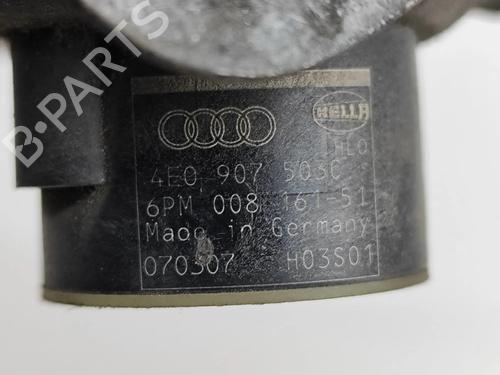 B-PARTS
HELLA
4E0 907 503C
6PM 008 161-51
Made in Germany
070307 H03S01